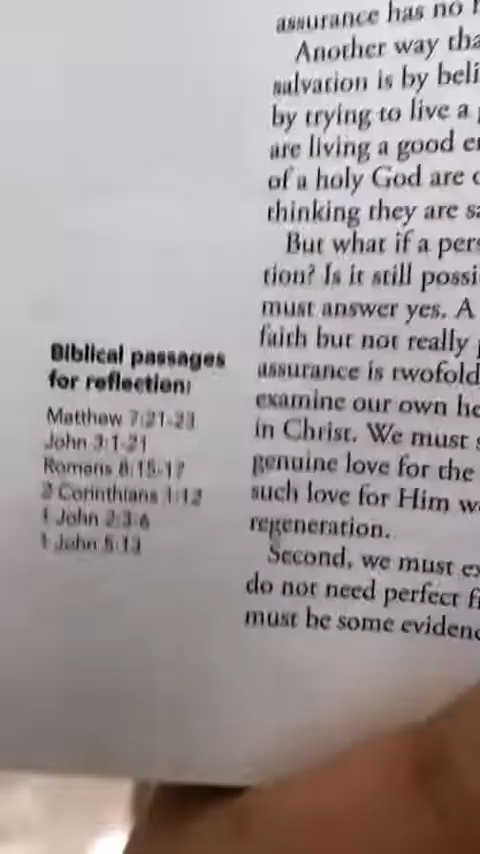 assurance has no
Another way tha
salvation is by beli
by trying to live a
are living a good e
of a holy God are
thinking they are sa
But what if a pers
tion? Is it still possi
must answer yes. A
faith but not really
assurance is twofold
examine our own he
in Christ. We must
genuine love for the
such love for Him w
regeneration.
Second, we must ex
do not need perfect f
must be some evidenc
Biblical passages
for reflection:
Matthew 7:21-23
John 3:1-21
Romans 8:15-17
2 Corinthians 1:12
1 John 2:3-6
1 John 5:13